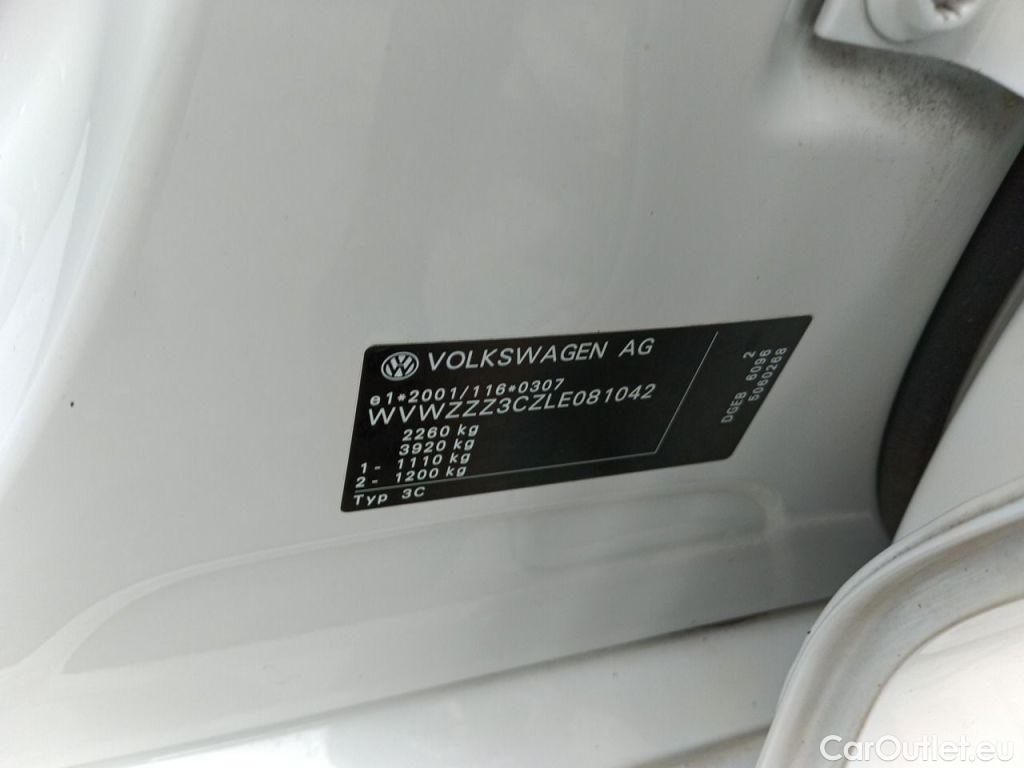 VOLKSWAGEN AG
e1*2001/116*0307
WVWZZZ3CZLE081042
2260 kg
3920 kg
1- 1110 kg
2- 1200 kg
Typ 3C
2
DGEB 6096
5060268
CarOutlet.eu